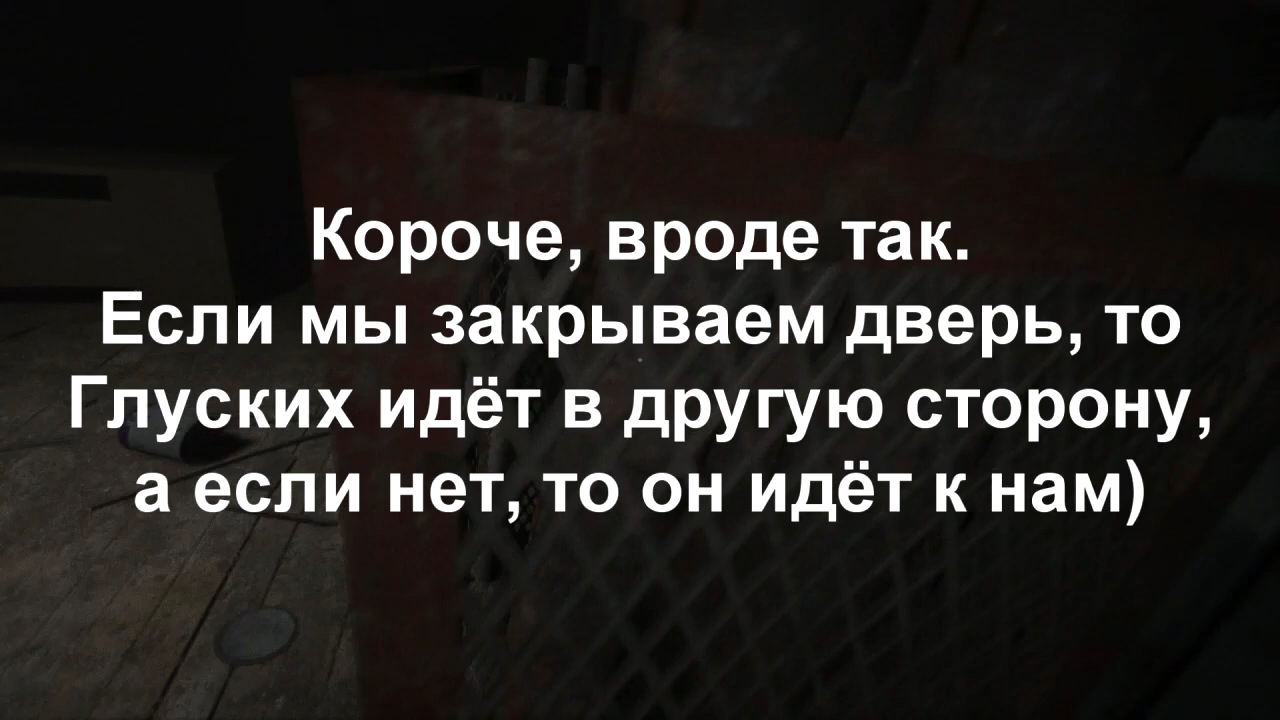 Короче, вроде так.
Если мы закрываем дверь, то
Глуских идёт в другую сторону,
а если нет, то он идёт к нам)